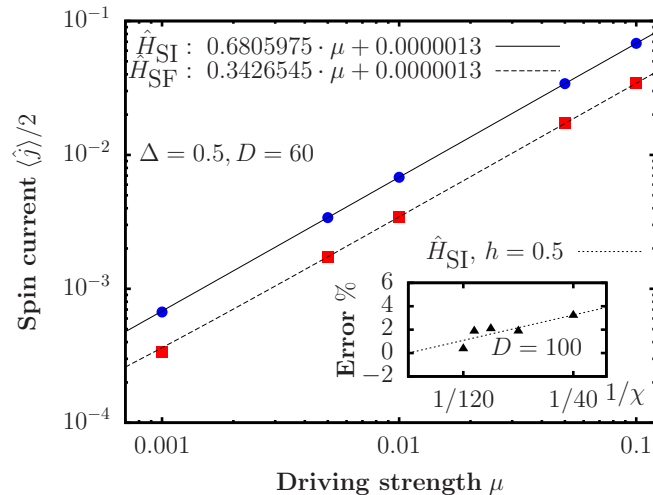 10⁻¹
Ĥ_SI : 0.6805975 · μ + 0.0000013
Ĥ_SF : 0.3426545 · μ + 0.0000013
Spin current ⟨ĵ⟩/2
10⁻²
Δ = 0.5, D = 60
Ĥ_SI, h = 0.5
10⁻³
Error %
6
4
2
0
−2
D = 100
1/120
1/40
1/χ
10⁻⁴
0.001
0.01
0.1
Driving strength μ